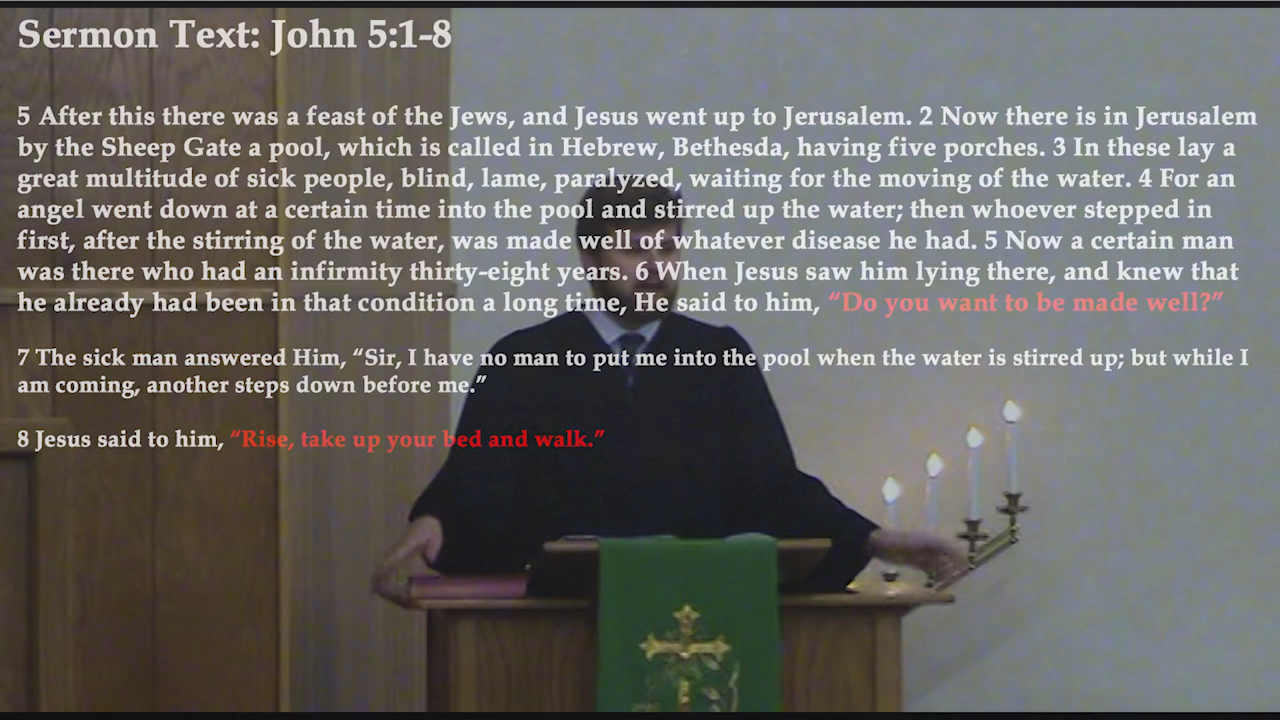 Sermon Text: John 5:1-8
5 After this there was a feast of the Jews, and Jesus went up to Jerusalem. 2 Now there is in Jerusalem
by the Sheep Gate a pool, which is called in Hebrew, Bethesda, having five porches. 3 In these lay a
great multitude of sick people, blind, lame, paralyzed, waiting for the moving of the water. 4 For an
angel went down at a certain time into the pool and stirred up the water; then whoever stepped in
first, after the stirring of the water, was made well of whatever disease he had. 5 Now a certain man
was there who had an infirmity thirty-eight years. 6 When Jesus saw him lying there, and knew that
he already had been in that condition a long time, He said to him, “Do you want to be made well?”
7 The sick man answered Him, “Sir, I have no man to put me into the pool when the water is stirred up; but while I
am coming, another steps down before me.”
8 Jesus said to him, “Rise, take up your bed and walk.”